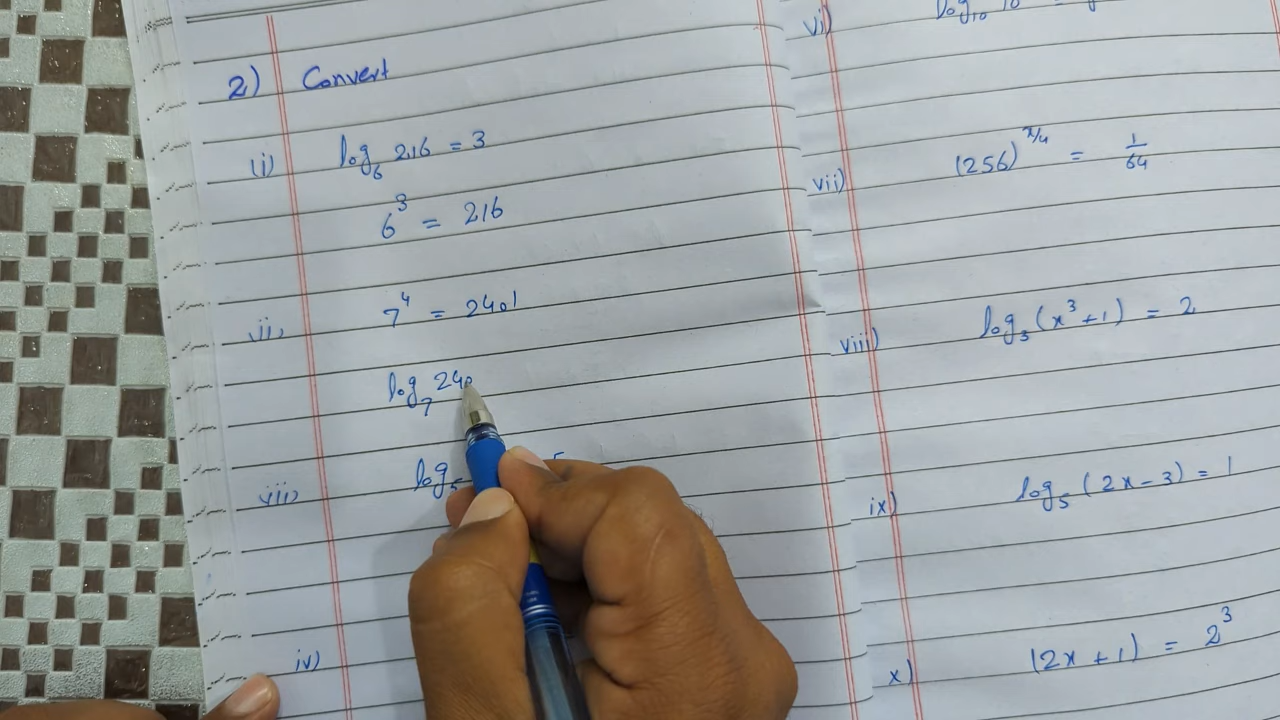 2) Convert
(i) log₆ 216 = 3
6³ = 216
ii,
7⁴ = 2401
log₇ 240
iii,
log₅
iv)
vi)
vii) (256)^(x/4) = 1/64
viii) log₃ (x³+1) = 2
ix) log₅ (2x-3) = 1
x) (2x+1) = 2³